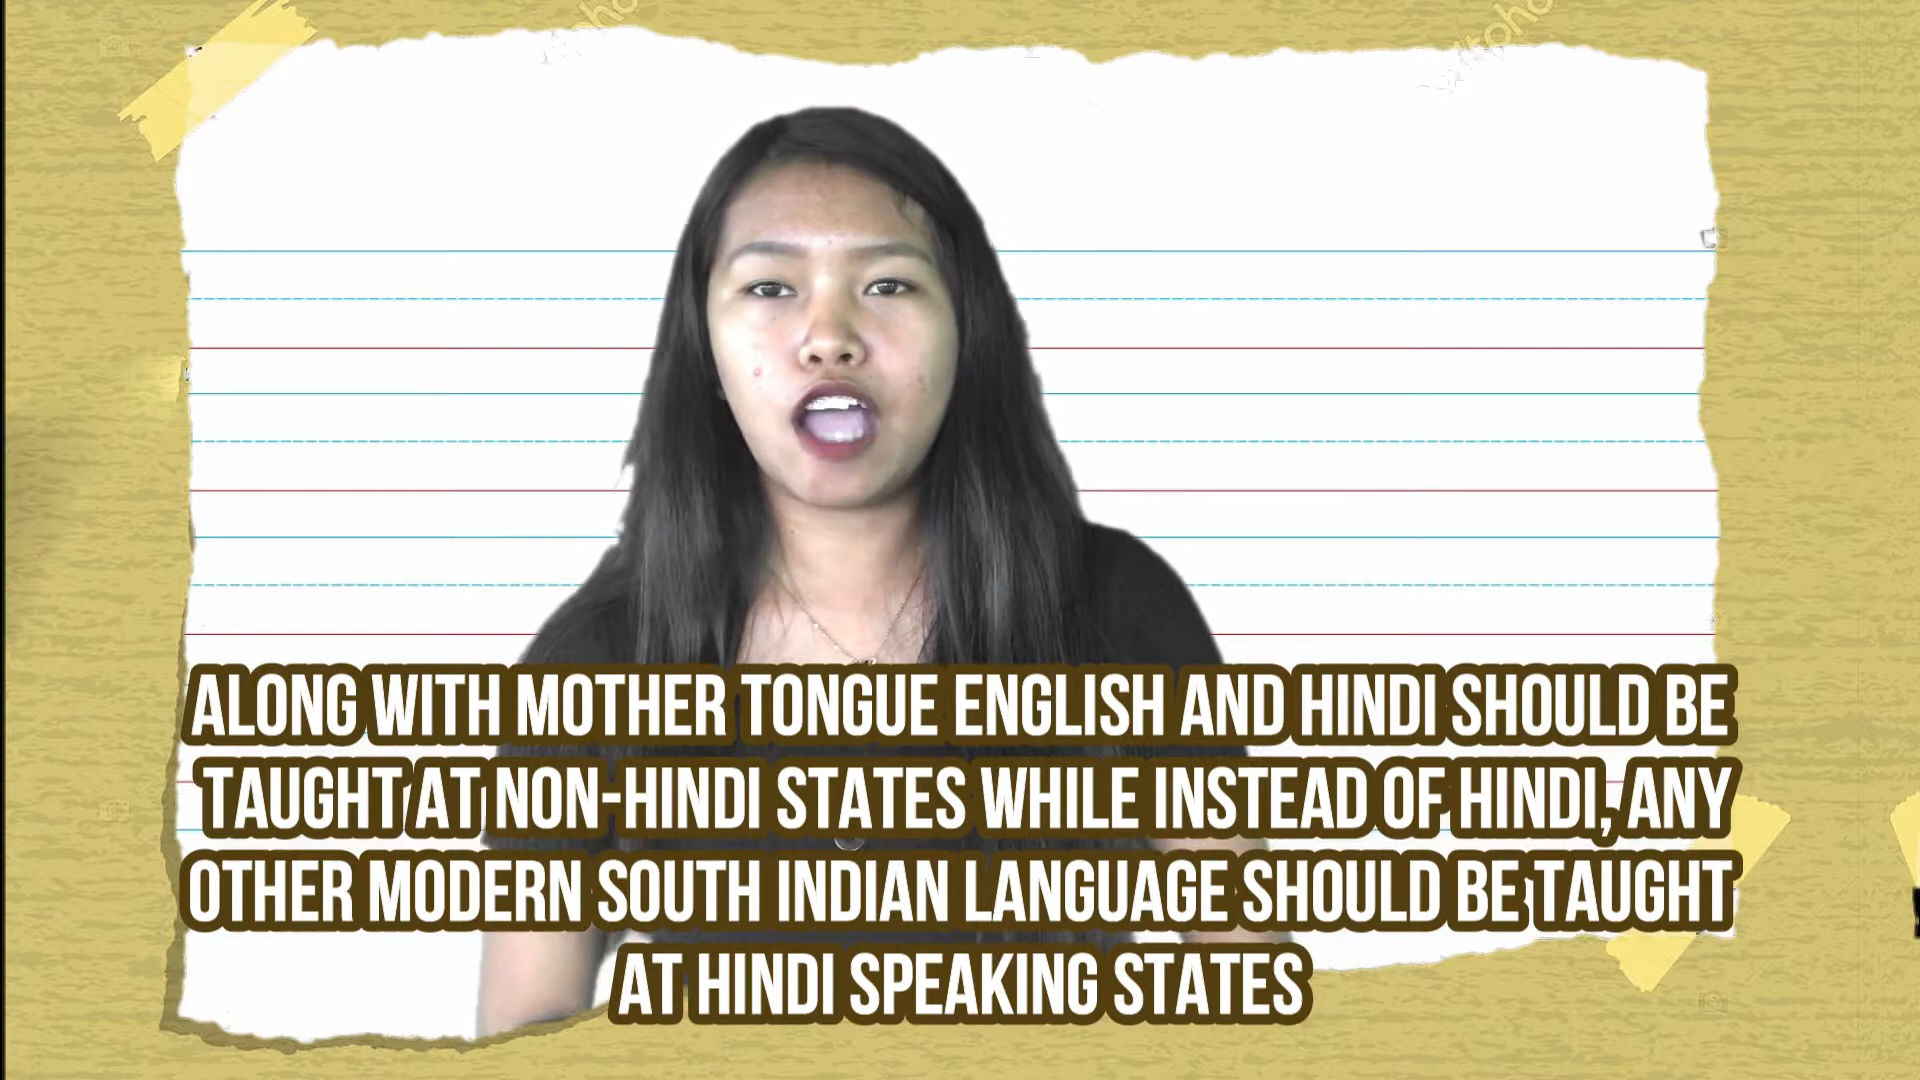 ALONG WITH MOTHER TONGUE ENGLISH AND HINDI SHOULD BE
TAUGHT AT NON-HINDI STATES WHILE INSTEAD OF HINDI, ANY
OTHER MODERN SOUTH INDIAN LANGUAGE SHOULD BE TAUGHT
AT HINDI SPEAKING STATES